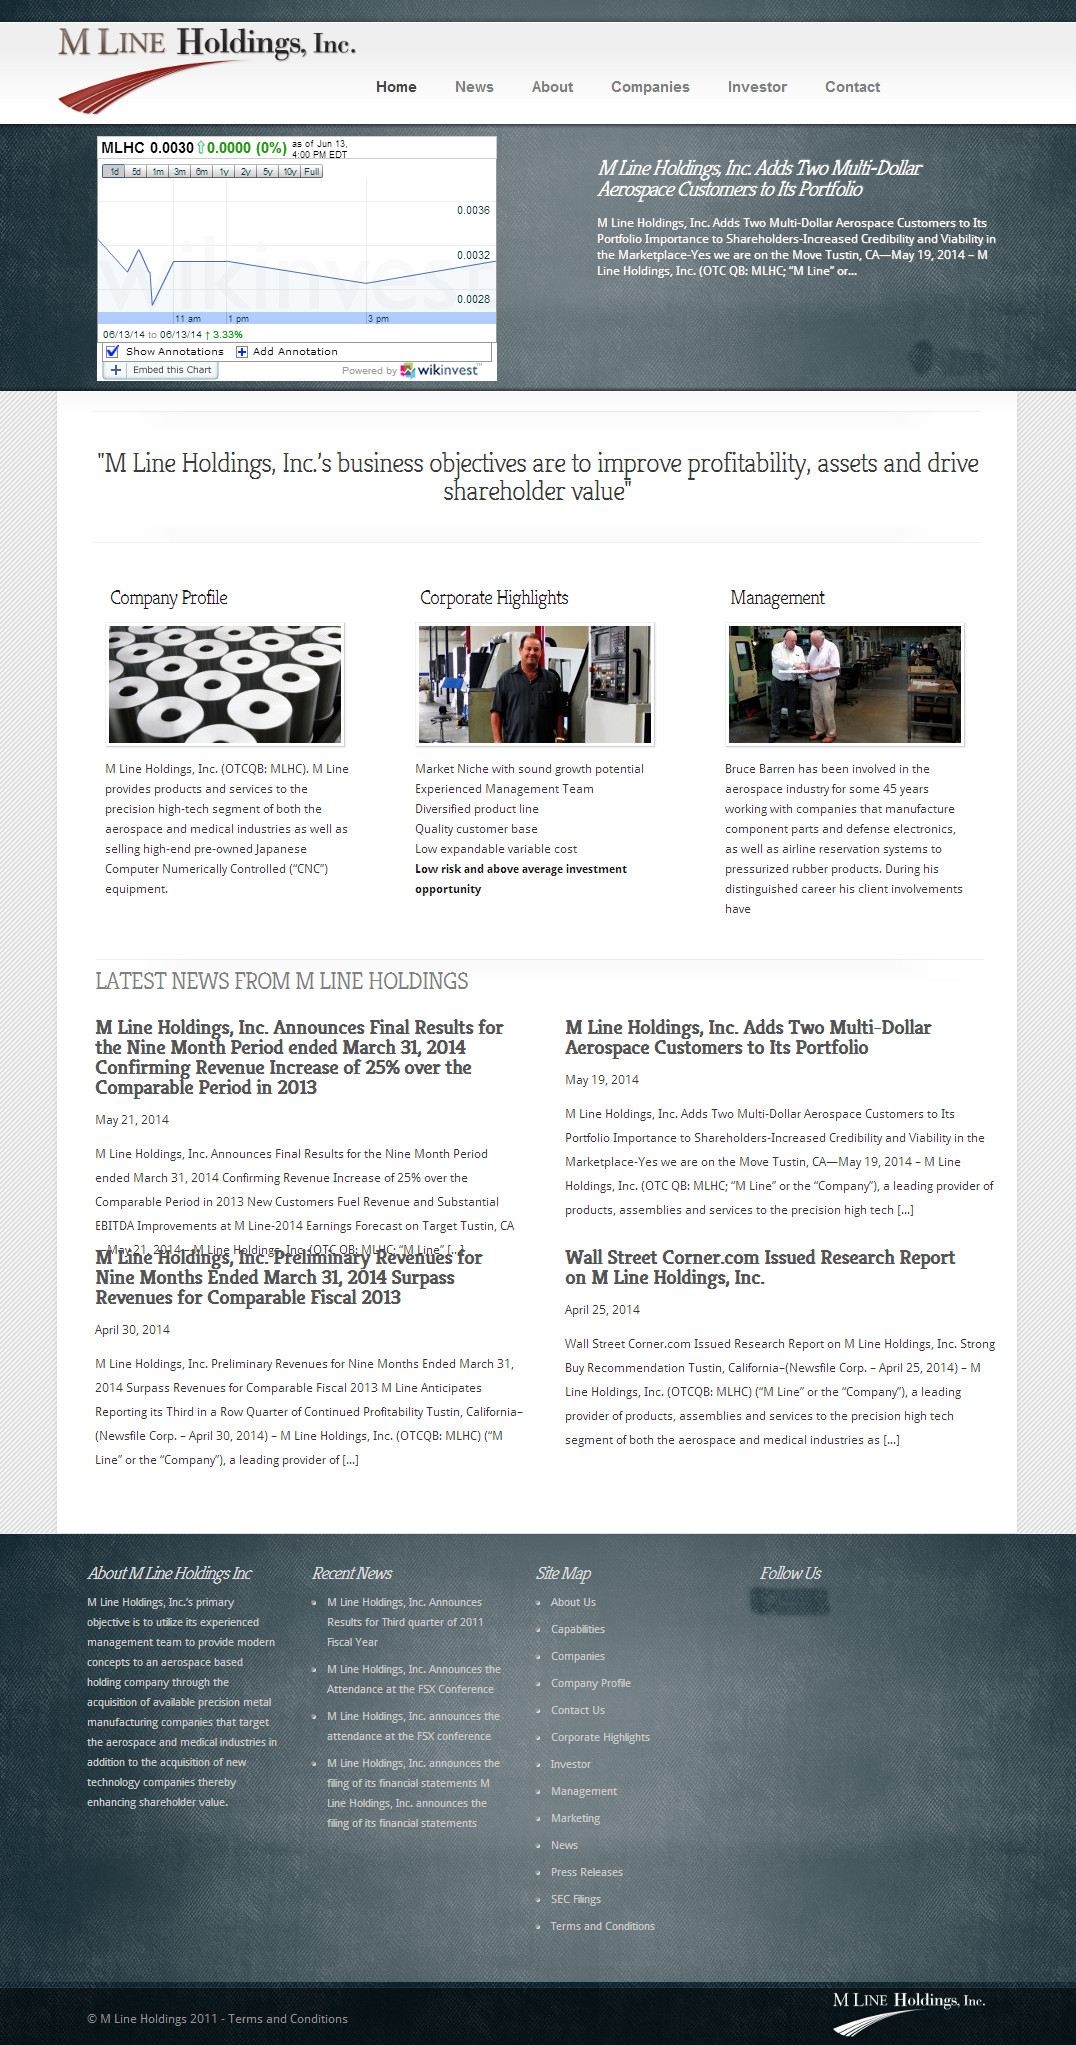 M LINE Holdings, Inc.
Home News About Companies Investor Contact
MLHC 0.0030 ⇧0.0000 (0%) as of Jun 13, 4:00 PM EDT
1d 5d 1m 3m 6m 1y 2y 5y 10y Full
0.0036
0.0032
0.0028
wikinvest
11 am 1 pm 3 pm
06/13/14 to 06/13/14 ↑ 3.33%
Show Annotations Add Annotation
Embed this Chart Powered by wikinvest™
M Line Holdings, Inc. Adds Two Multi-Dollar
Aerospace Customers to Its Portfolio
M Line Holdings, Inc. Adds Two Multi-Dollar Aerospace Customers to Its
Portfolio Importance to Shareholders-Increased Credibility and Viability in
the Marketplace-Yes we are on the Move Tustin, CA—May 19, 2014 – M
Line Holdings, Inc. (OTC QB: MLHC; “M Line” or...
"M Line Holdings, Inc.’s business objectives are to improve profitability, assets and drive
shareholder value"
Company Profile
M Line Holdings, Inc. (OTCQB: MLHC). M Line
provides products and services to the
precision high-tech segment of both the
aerospace and medical industries as well as
selling high-end pre-owned Japanese
Computer Numerically Controlled (“CNC”)
equipment.
Corporate Highlights
Market Niche with sound growth potential
Experienced Management Team
Diversified product line
Quality customer base
Low expandable variable cost
Low risk and above average investment
opportunity
Management
Bruce Barren has been involved in the
aerospace industry for some 45 years
working with companies that manufacture
component parts and defense electronics,
as well as airline reservation systems to
pressurized rubber products. During his
distinguished career his client involvements
have
LATEST NEWS FROM M LINE HOLDINGS
M Line Holdings, Inc. Announces Final Results for
the Nine Month Period ended March 31, 2014
Confirming Revenue Increase of 25% over the
Comparable Period in 2013
May 21, 2014
M Line Holdings, Inc. Announces Final Results for the Nine Month Period
ended March 31, 2014 Confirming Revenue Increase of 25% over the
Comparable Period in 2013 New Customers Fuel Revenue and Substantial
EBITDA Improvements at M Line-2014 Earnings Forecast on Target Tustin, CA
—May 21, 2014 – M Line Holdings, Inc. (OTC QB: MLHC; “M Line” [...]
M Line Holdings, Inc. Adds Two Multi-Dollar
Aerospace Customers to Its Portfolio
May 19, 2014
M Line Holdings, Inc. Adds Two Multi-Dollar Aerospace Customers to Its
Portfolio Importance to Shareholders-Increased Credibility and Viability in the
Marketplace-Yes we are on the Move Tustin, CA—May 19, 2014 – M Line
Holdings, Inc. (OTC QB: MLHC; “M Line” or the “Company”), a leading provider of
products, assemblies and services to the precision high tech [...]
M Line Holdings, Inc. Preliminary Revenues for
Nine Months Ended March 31, 2014 Surpass
Revenues for Comparable Fiscal 2013
April 30, 2014
M Line Holdings, Inc. Preliminary Revenues for Nine Months Ended March 31,
2014 Surpass Revenues for Comparable Fiscal 2013 M Line Anticipates
Reporting its Third in a Row Quarter of Continued Profitability Tustin, California–
(Newsfile Corp. – April 30, 2014) – M Line Holdings, Inc. (OTCQB: MLHC) (“M
Line” or the “Company”), a leading provider of [...]
Wall Street Corner.com Issued Research Report
on M Line Holdings, Inc.
April 25, 2014
Wall Street Corner.com Issued Research Report on M Line Holdings, Inc. Strong
Buy Recommendation Tustin, California–(Newsfile Corp. – April 25, 2014) – M
Line Holdings, Inc. (OTCQB: MLHC) (“M Line” or the “Company”), a leading
provider of products, assemblies and services to the precision high tech
segment of both the aerospace and medical industries as [...]
About M Line Holdings Inc
M Line Holdings, Inc.’s primary
objective is to utilize its experienced
management team to provide modern
concepts to an aerospace based
holding company through the
acquisition of available precision metal
manufacturing companies that target
the aerospace and medical industries in
addition to the acquisition of new
technology companies thereby
enhancing shareholder value.
Recent News
M Line Holdings, Inc. Announces
Results for Third quarter of 2011
Fiscal Year
M Line Holdings, Inc. Announces the
Attendance at the FSX Conference
M Line Holdings, Inc. announces the
attendance at the FSX conference
M Line Holdings, Inc. announces the
filing of its financial statements M
Line Holdings, Inc. announces the
filing of its financial statements
Site Map
About Us
Capabilities
Companies
Company Profile
Contact Us
Corporate Highlights
Investor
Management
Marketing
News
Press Releases
SEC Filings
Terms and Conditions
Follow Us
© M Line Holdings 2011 - Terms and Conditions
M LINE Holdings, Inc.